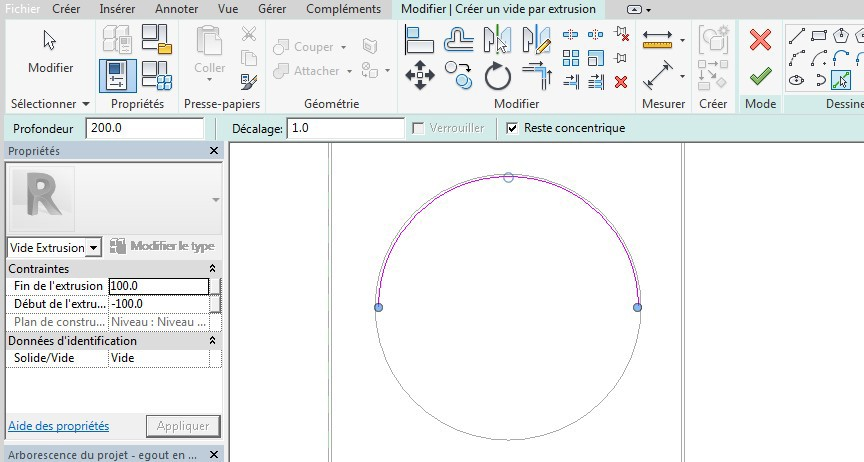 Fichier Créer Insérer Annoter Vue Gérer Compléments Modifier | Créer un vide par extrusion
Modifier Coller Couper Attacher
Sélectionner Propriétés Presse-papiers Géométrie Modifier Mesurer Créer Mode Dessine
Profondeur 200.0 Décalage: 1.0 Verrouiller Reste concentrique
Propriétés
R
Vide Extrusion Modifier le type
Contraintes
Fin de l'extrusion 100.0
Début de l'extru... -100.0
Plan de constru... Niveau : Niveau ...
Données d'identification
Solide/Vide Vide
Aide des propriétés Appliquer
Arborescence du projet - egout en ...